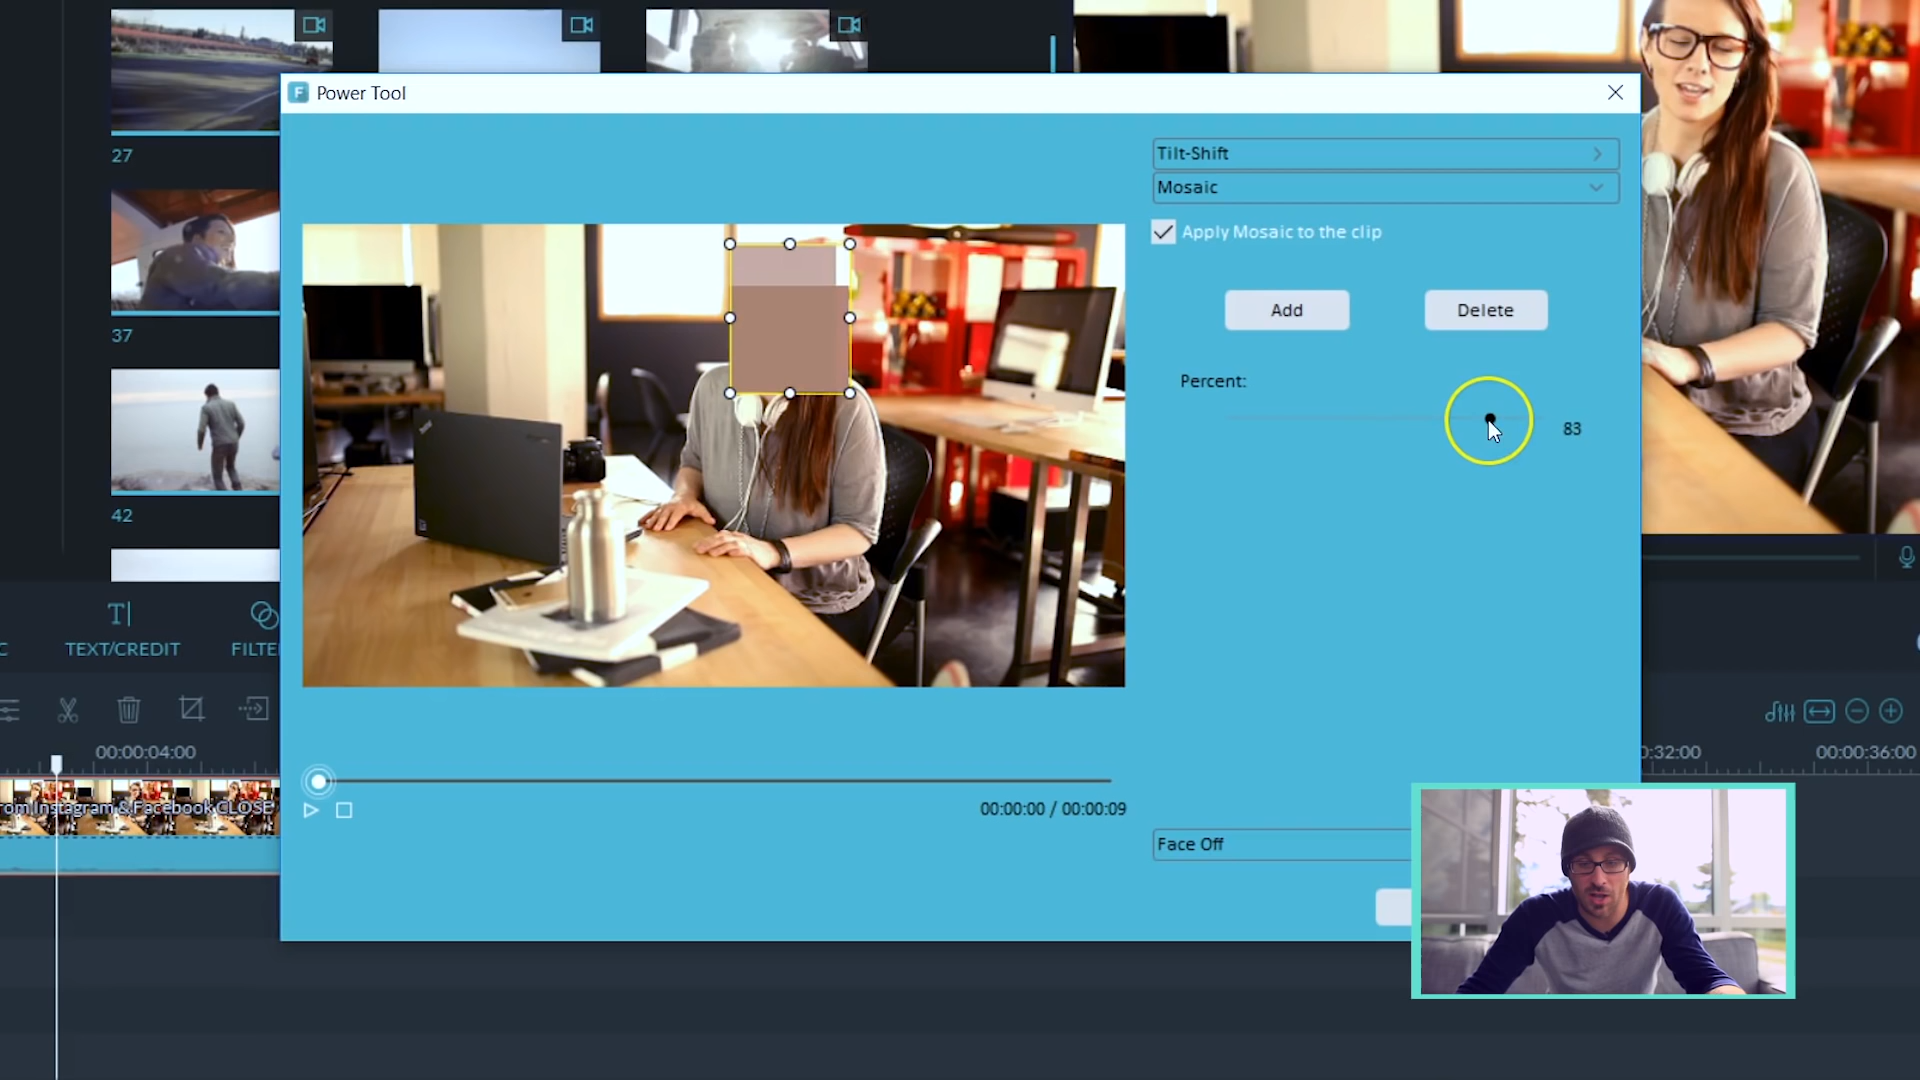 27
37
42
F Power Tool
Tilt-Shift
Mosaic
Apply Mosaic to the clip
Add
Delete
Percent:
83
00:00:00 / 00:00:09
Face Off
C
T| TEXT/CREDIT
FILTE
00:00:04:00
0:32:00
00:00:36:00
rom Instagram & Facebook CLOSE